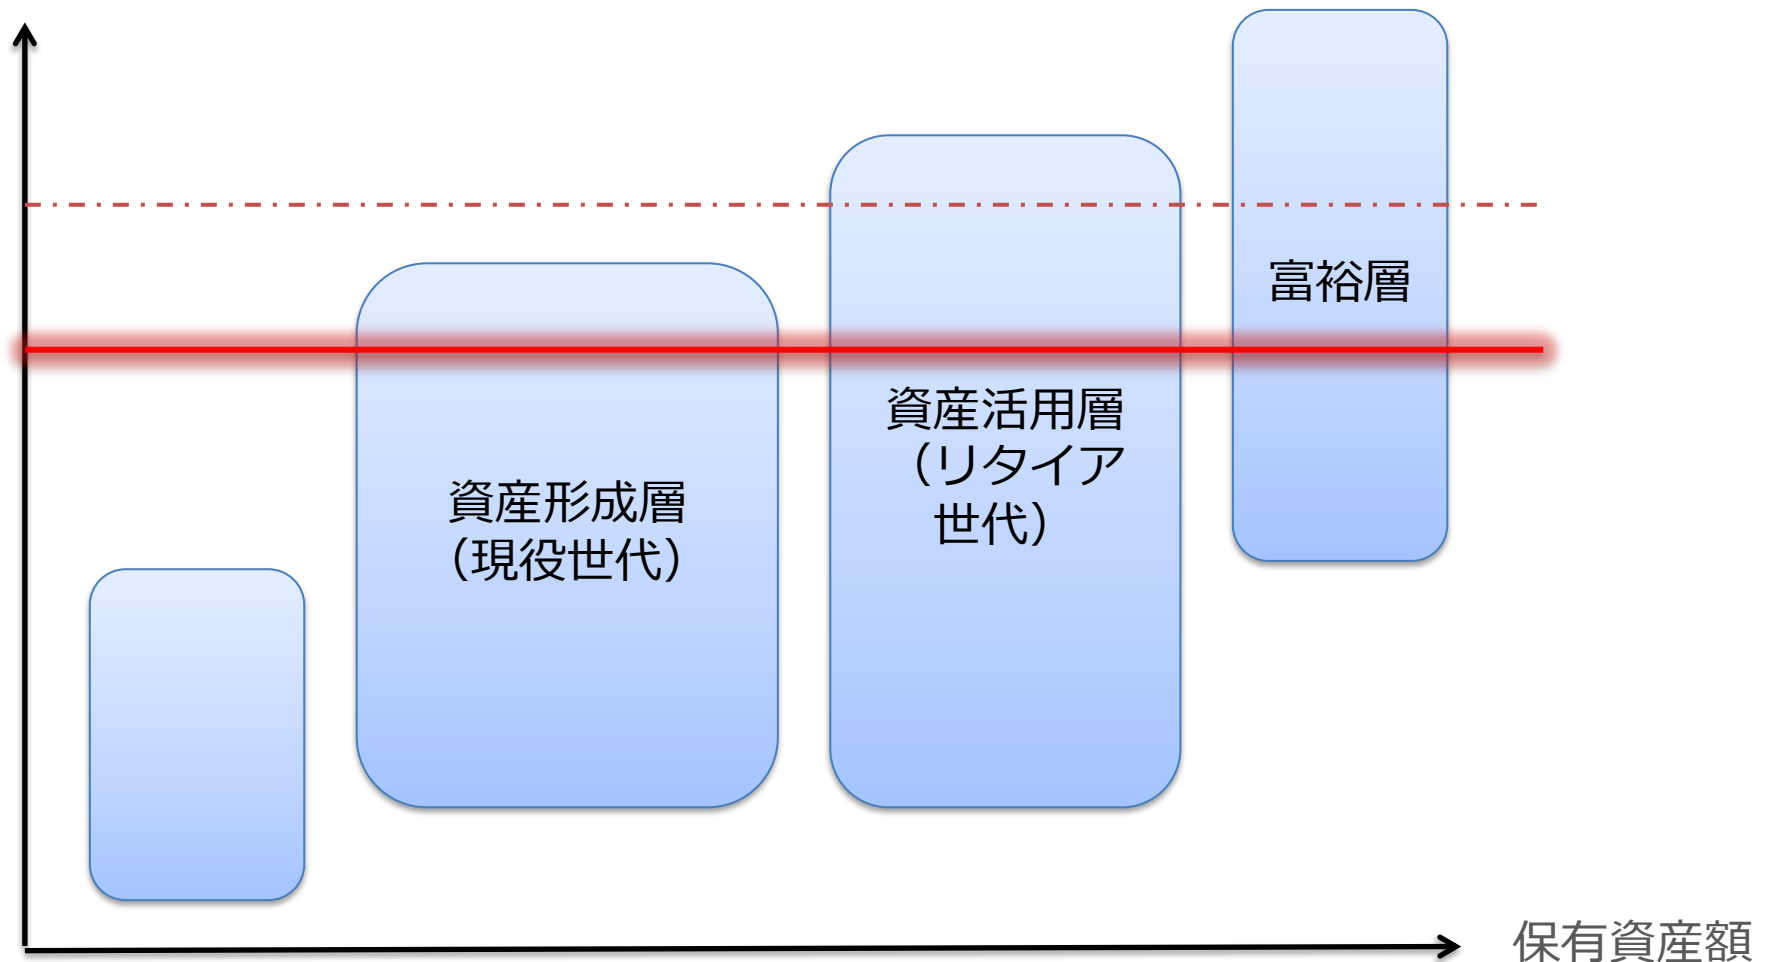 富裕層
資産活用層
（リタイア
世代）
資産形成層
（現役世代）
保有資産額